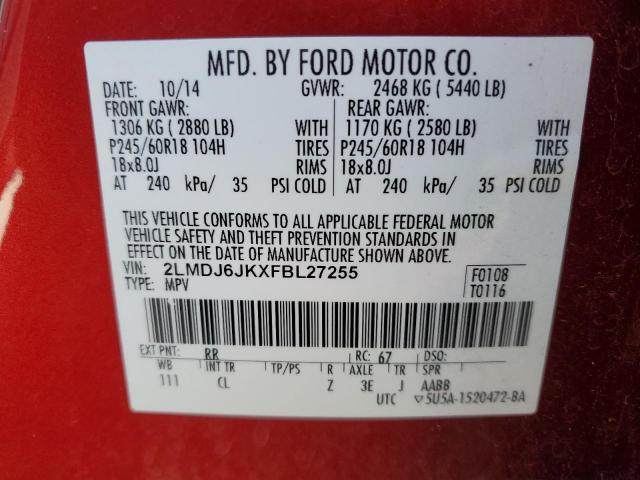 MFD. BY FORD MOTOR CO.
DATE: 10/14 GVWR: 2468 KG ( 5440 LB)
FRONT GAWR: REAR GAWR:
1306 KG ( 2880 LB) WITH 1170 KG ( 2580 LB) WITH
P245/60R18 104H TIRES P245/60R18 104H TIRES
18x8.0J RIMS 18x8.0J RIMS
AT 240 kPa/ 35 PSI COLD AT 240 kPa/ 35 PSI COLD
THIS VEHICLE CONFORMS TO ALL APPLICABLE FEDERAL MOTOR
VEHICLE SAFETY AND THEFT PREVENTION STANDARDS IN
EFFECT ON THE DATE OF MANUFACTURE SHOWN ABOVE.
VIN: 2LMDJ6JKXFBL27255 F0108
TYPE: MPV T0116
EXT PNT: RR RC: 67 DSO:
WB INT TR TP/PS R AXLE TR SPR
111 CL Z 3E J AABB
UTC ▽5U5A-1520472-BA